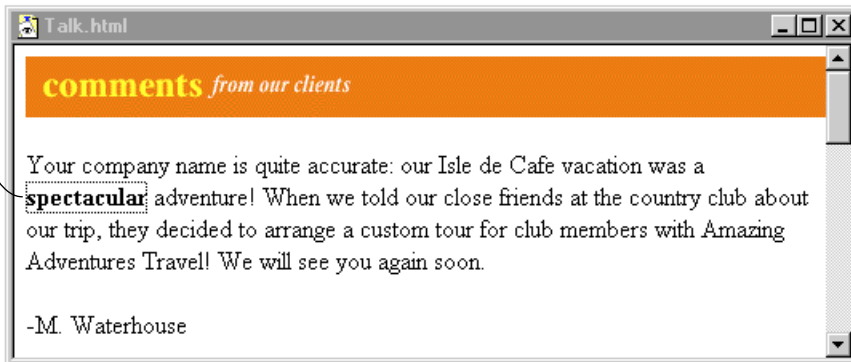 Talk.html
comments from our clients
Your company name is quite accurate: our Isle de Cafe vacation was a
spectacular adventure! When we told our close friends at the country club about
our trip, they decided to arrange a custom tour for club members with Amazing
Adventures Travel! We will see you again soon.
-M. Waterhouse